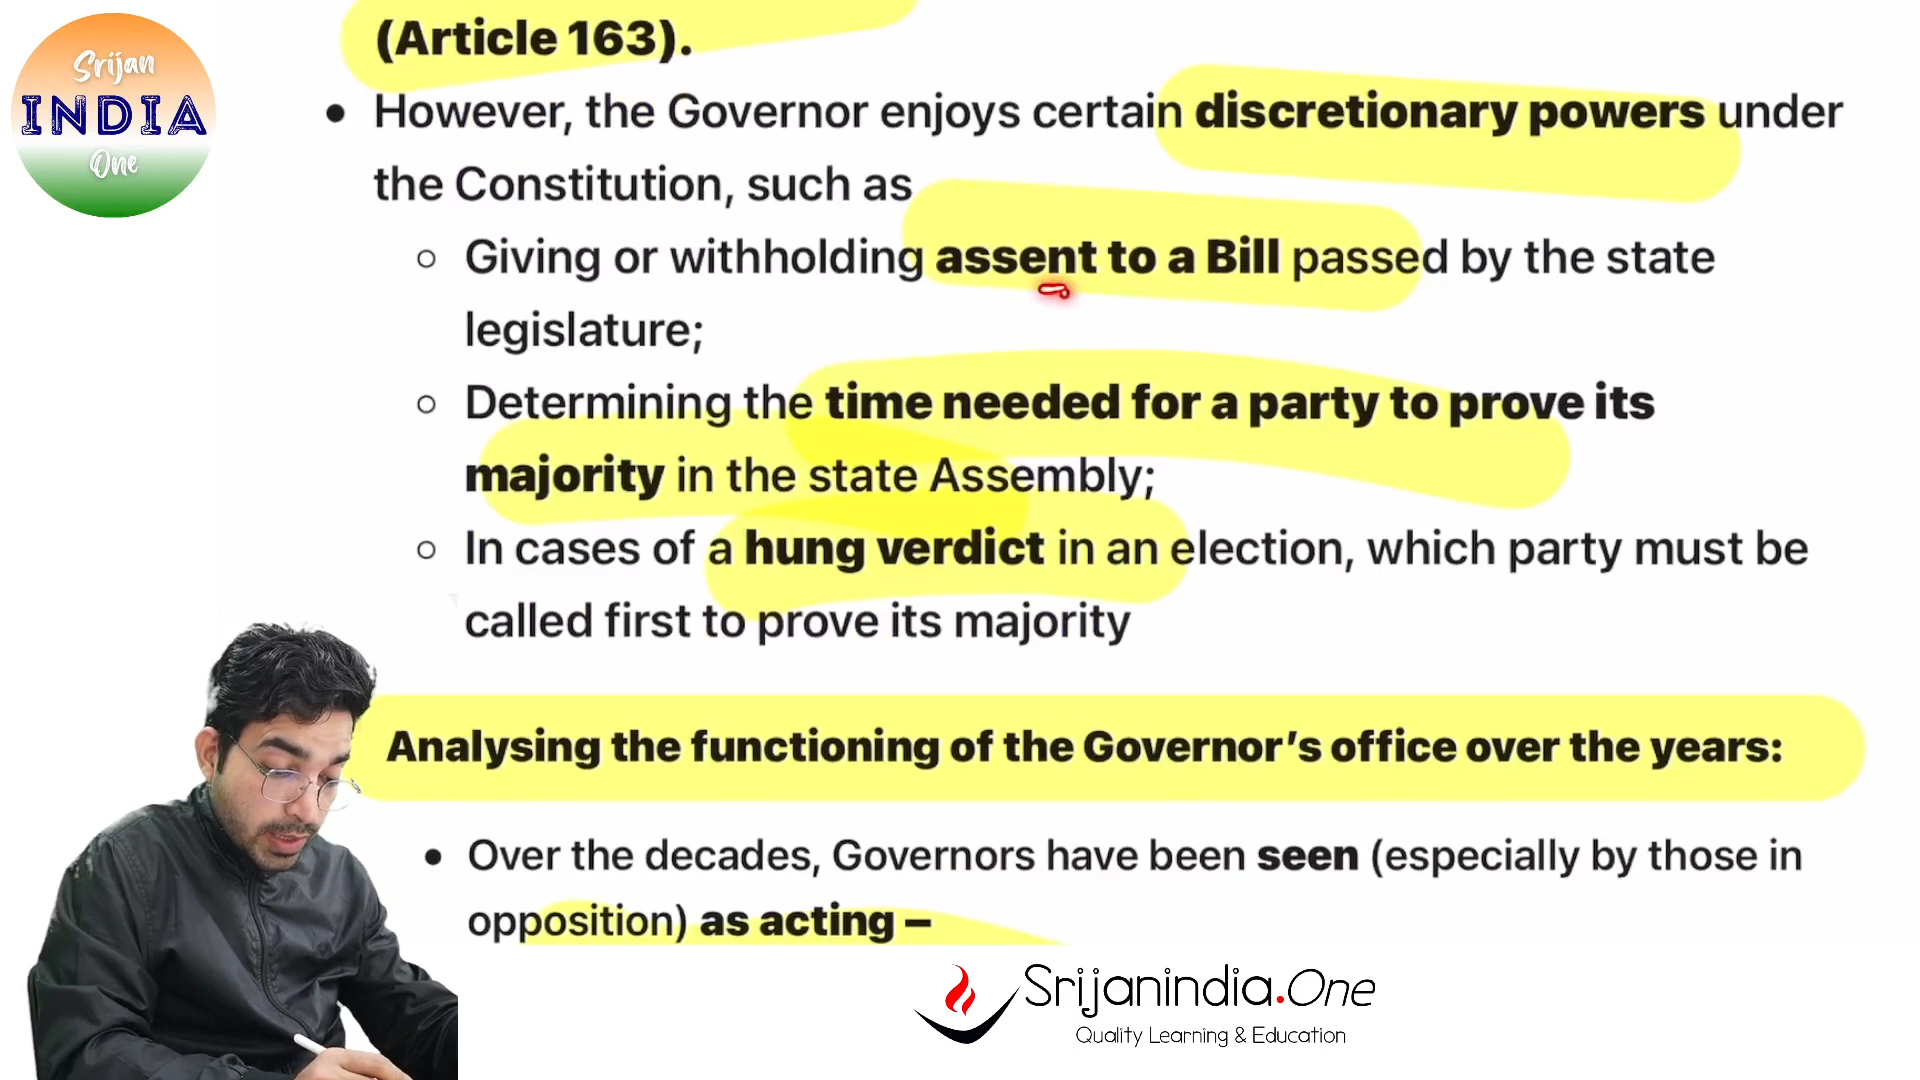 Srijan
INDIA
One
(Article 163).
• However, the Governor enjoys certain discretionary powers under
the Constitution, such as
○ Giving or withholding assent to a Bill passed by the state
legislature;
○ Determining the time needed for a party to prove its
majority in the state Assembly;
○ In cases of a hung verdict in an election, which party must be
called first to prove its majority
Analysing the functioning of the Governor’s office over the years:
• Over the decades, Governors have been seen (especially by those in
opposition) as acting –
Srijanindia.One
Quality Learning & Education